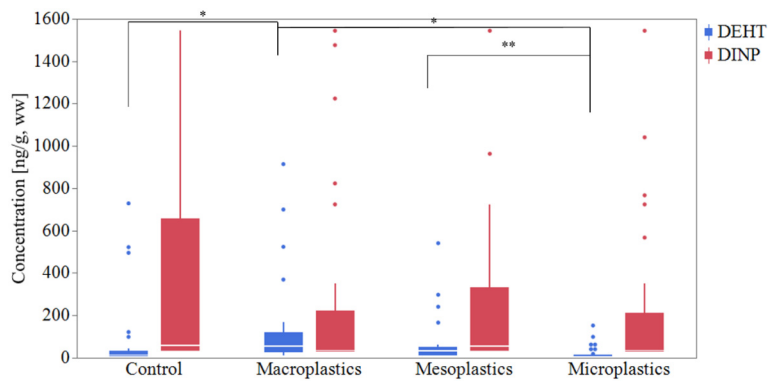 1600
1400
1200
1000
800
600
400
200
0
Concentration [ng/g, ww]
*
*
**
DEHT
DINP
Control
Macroplastics
Mesoplastics
Microplastics